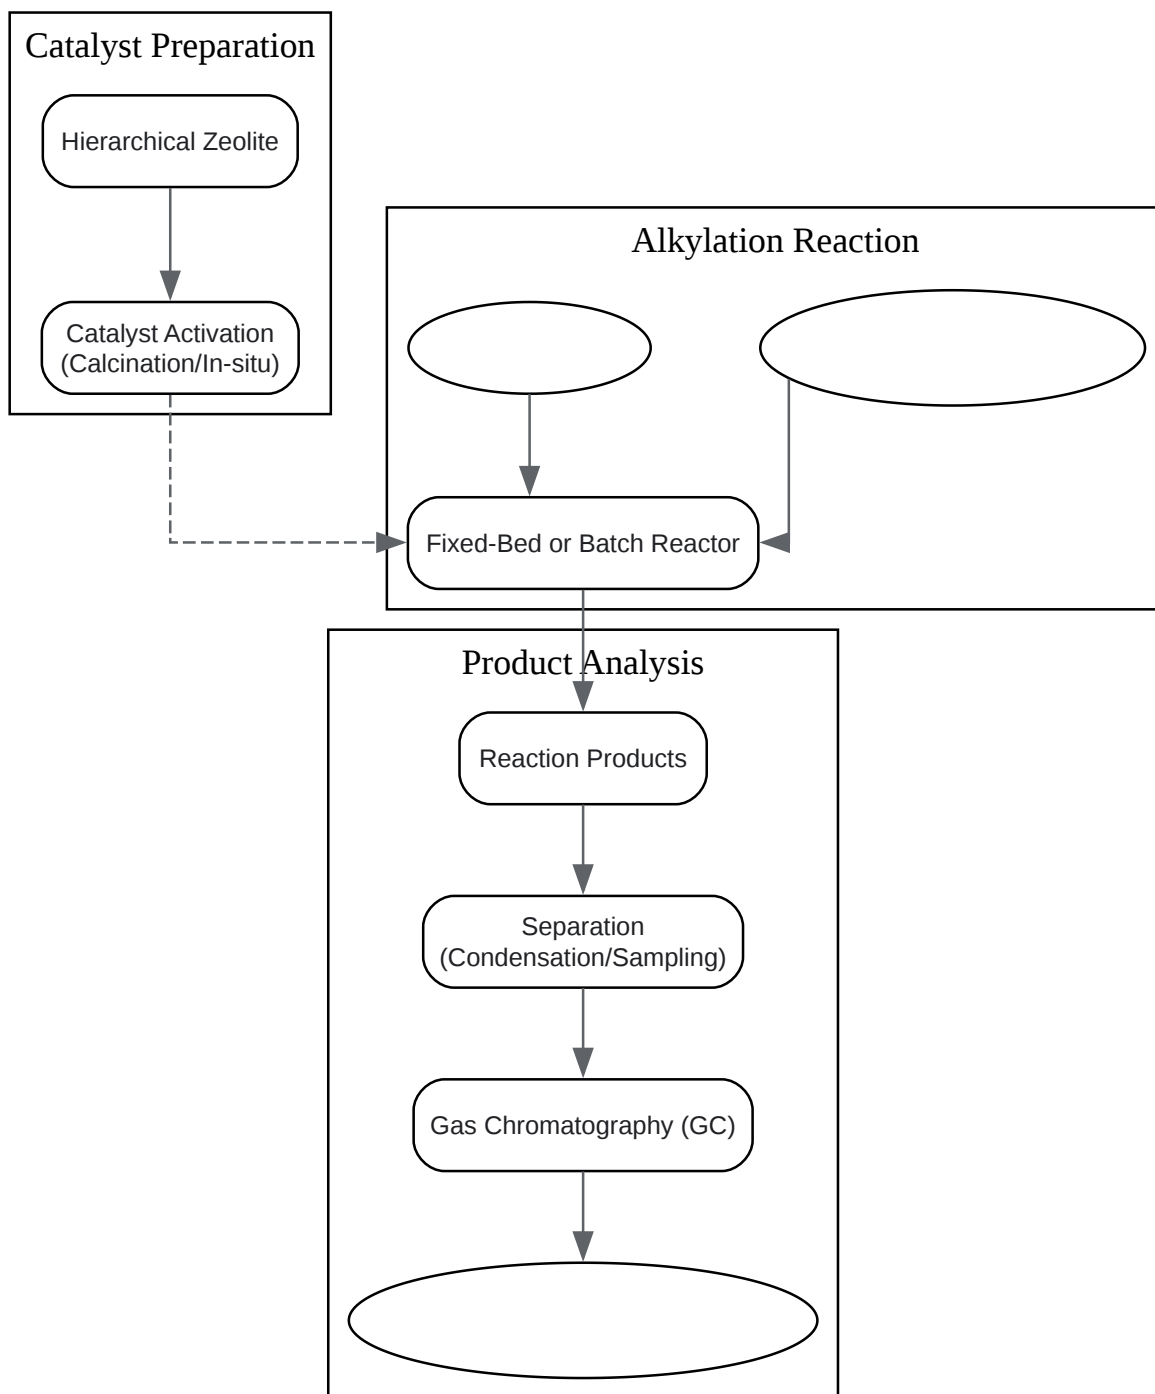 Catalyst Preparation
Hierarchical Zeolite
Catalyst Activation
(Calcination/In-situ)
Alkylation Reaction
Fixed-Bed or Batch Reactor
Product Analysis
Reaction Products
Separation
(Condensation/Sampling)
Gas Chromatography (GC)